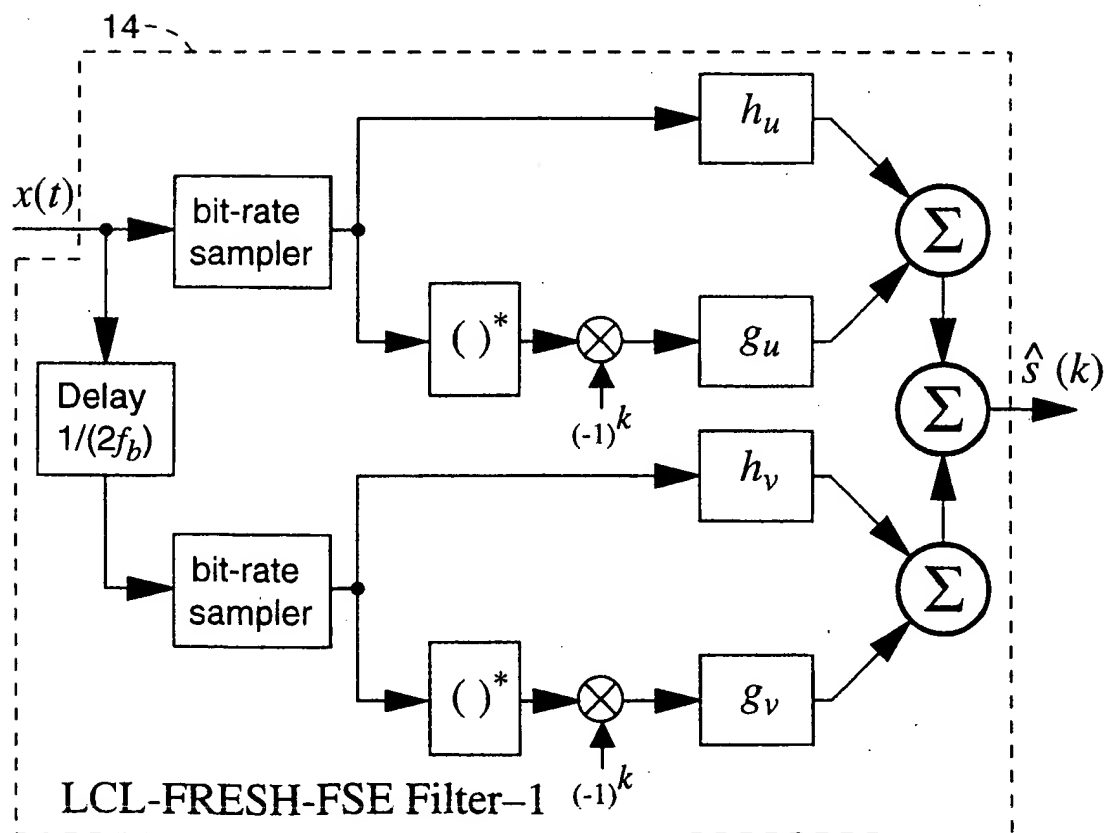 14
x(t)
bit-rate
sampler
h_u
Σ
( )*
⊗
g_u
(-1)^k
Delay
1/(2f_b)
Σ
ŝ (k)
h_v
bit-rate
sampler
Σ
( )*
⊗
g_v
(-1)^k
LCL-FRESH-FSE Filter–1